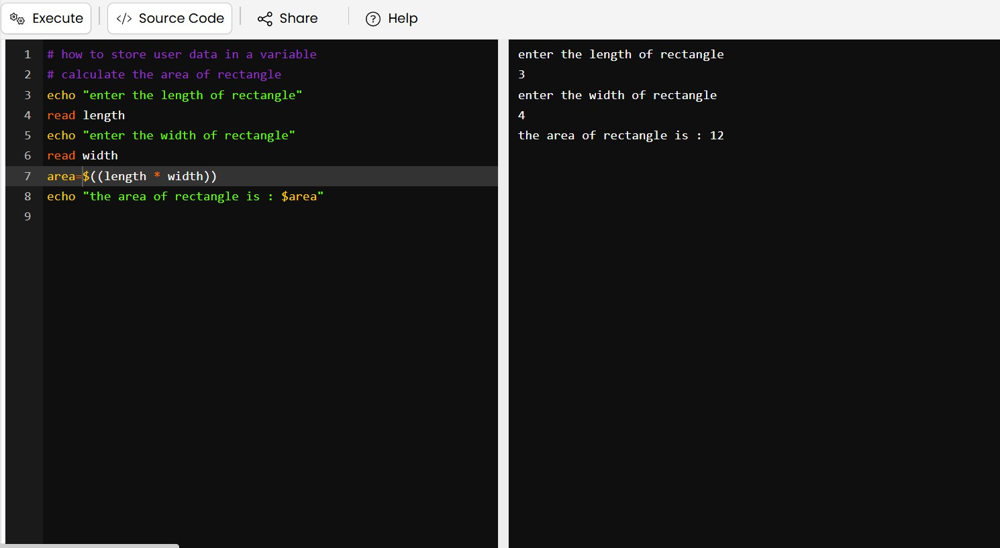 Execute
</> Source Code
Share
? Help
1 # how to store user data in a variable
2 # calculate the area of rectangle
3 echo "enter the length of rectangle"
4 read length
5 echo "enter the width of rectangle"
6 read width
7 area=$((length * width))
8 echo "the area of rectangle is : $area"
9
enter the length of rectangle
3
enter the width of rectangle
4
the area of rectangle is : 12